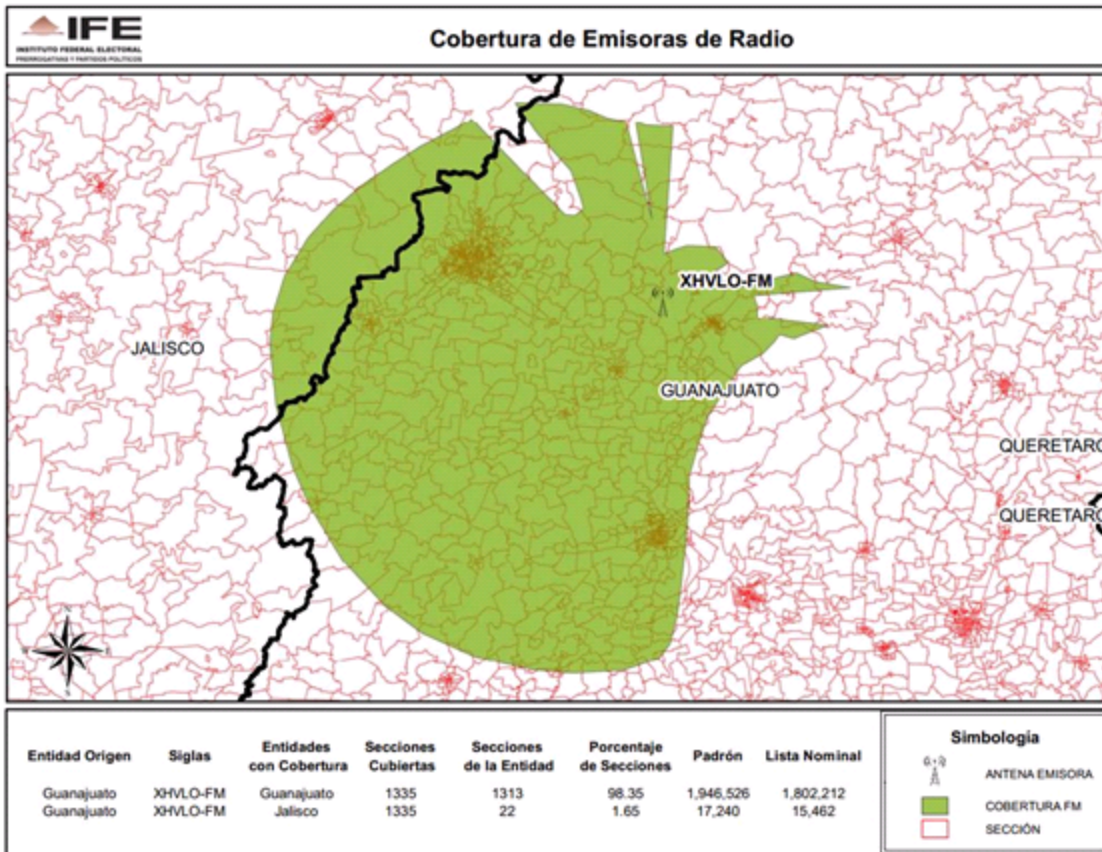 IFE
INSTITUTO FEDERAL ELECTORAL
PRERROGATIVAS Y PARTIDOS POLÍTICOS
Cobertura de Emisoras de Radio
XHVLO-FM
JALISCO
GUANAJUATO
QUERETARO
QUERETARO
N
Entidad Origen Siglas Entidades con Cobertura Secciones Cubiertas Secciones de la Entidad Porcentaje de Secciones Padrón Lista Nominal
Guanajuato XHVLO-FM Guanajuato 1335 1313 98.35 1,946,526 1,802,212
Guanajuato XHVLO-FM Jalisco 1335 22 1.65 17,240 15,462
Simbología
ANTENA EMISORA
COBERTURA FM
SECCIÓN